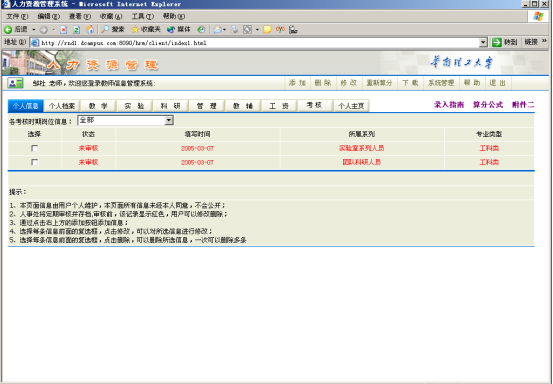 人力资源管理系统 - Microsoft Internet Explorer
文件(F) 编辑(E) 查看(V) 收藏(A) 工具(T) 帮助(H)
后退 搜索 收藏夹 媒体
地址(D) http://rsd1.dcampus.com:8090/hrm/client/index1.html 转到 链接 »
人力资源管理 华南理工大学
邹社 老师，欢迎您登录教师信息管理系统: 添加 删除 修改 重新算分 下载 系统管理 帮助 退出
个人信息 个人档案 教学 实验 科研 管理 教辅 工资 考核 个人主页 录入指南 算分公式 附件二
各考核时期岗位信息： 全部
选择 状态 填写时间 所属系列 专业类型
未审核 2005-03-07 实验室系列人员 工科类
未审核 2005-03-07 团队科研人员 工科类
提示：
1、本页面信息由用户个人维护，本页面所有信息未经本人同意，不会公开；
2、人事处将定期审核并存档，审核前，该记录显示红色，用户可以修改删除；
3、通过点击右上方的添加按钮添加信息；
4、选择每条信息前面的复选框，点击修改，可以对所选信息进行修改；
5、选择每条信息前面的复选框，点击删除，可以删除所选信息，一次可以删除多条